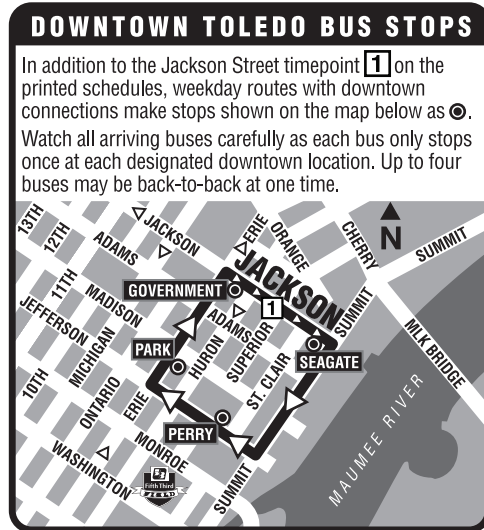 DOWNTOWN TOLEDO BUS STOPS
In addition to the Jackson Street timepoint 1 on the
printed schedules, weekday routes with downtown
connections make stops shown on the map below as ◉.
Watch all arriving buses carefully as each bus only stops
once at each designated downtown location. Up to four
buses may be back-to-back at one time.
13TH
12TH
ADAMS
JACKSON
ERIE
ORANGE
CHERRY
N
SUMMIT
11TH
MADISON
GOVERNMENT
JACKSON
1
ADAMS
SUMMIT
JEFFERSON
MICHIGAN
PARK
HURON
SUPERIOR
ST. CLAIR
SEAGATE
MLK BRIDGE
10TH
ONTARIO
ERIE
PERRY
MONROE
WASHINGTON
Fifth Third
FIELD
SUMMIT
MAUMEE RIVER